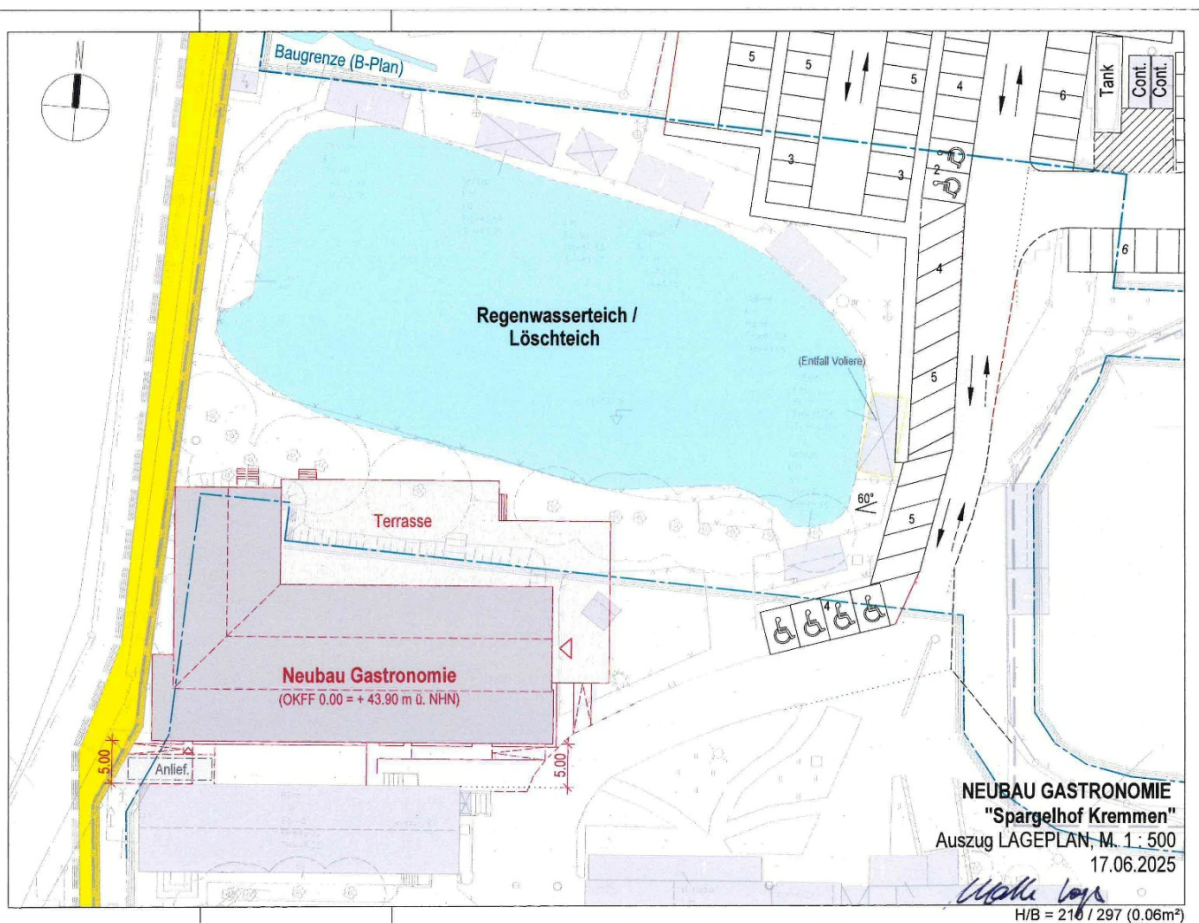 N
Baugrenze (B-Plan)
5
5
5
4
6
Tank
Cont.
Cont.
3
3
2
4
6
Regenwasserteich /
Löschteich
(Entfall Voliere)
5
60°
5
Terrasse
4
Neubau Gastronomie
(OKFF 0.00 = + 43.90 m ü. NHN)
5.00
Anlief.
5.00
NEUBAU GASTRONOMIE
"Spargelhof Kremmen"
Auszug LAGEPLAN, M. 1 : 500
17.06.2025
H/B = 210 / 297 (0.06m²)